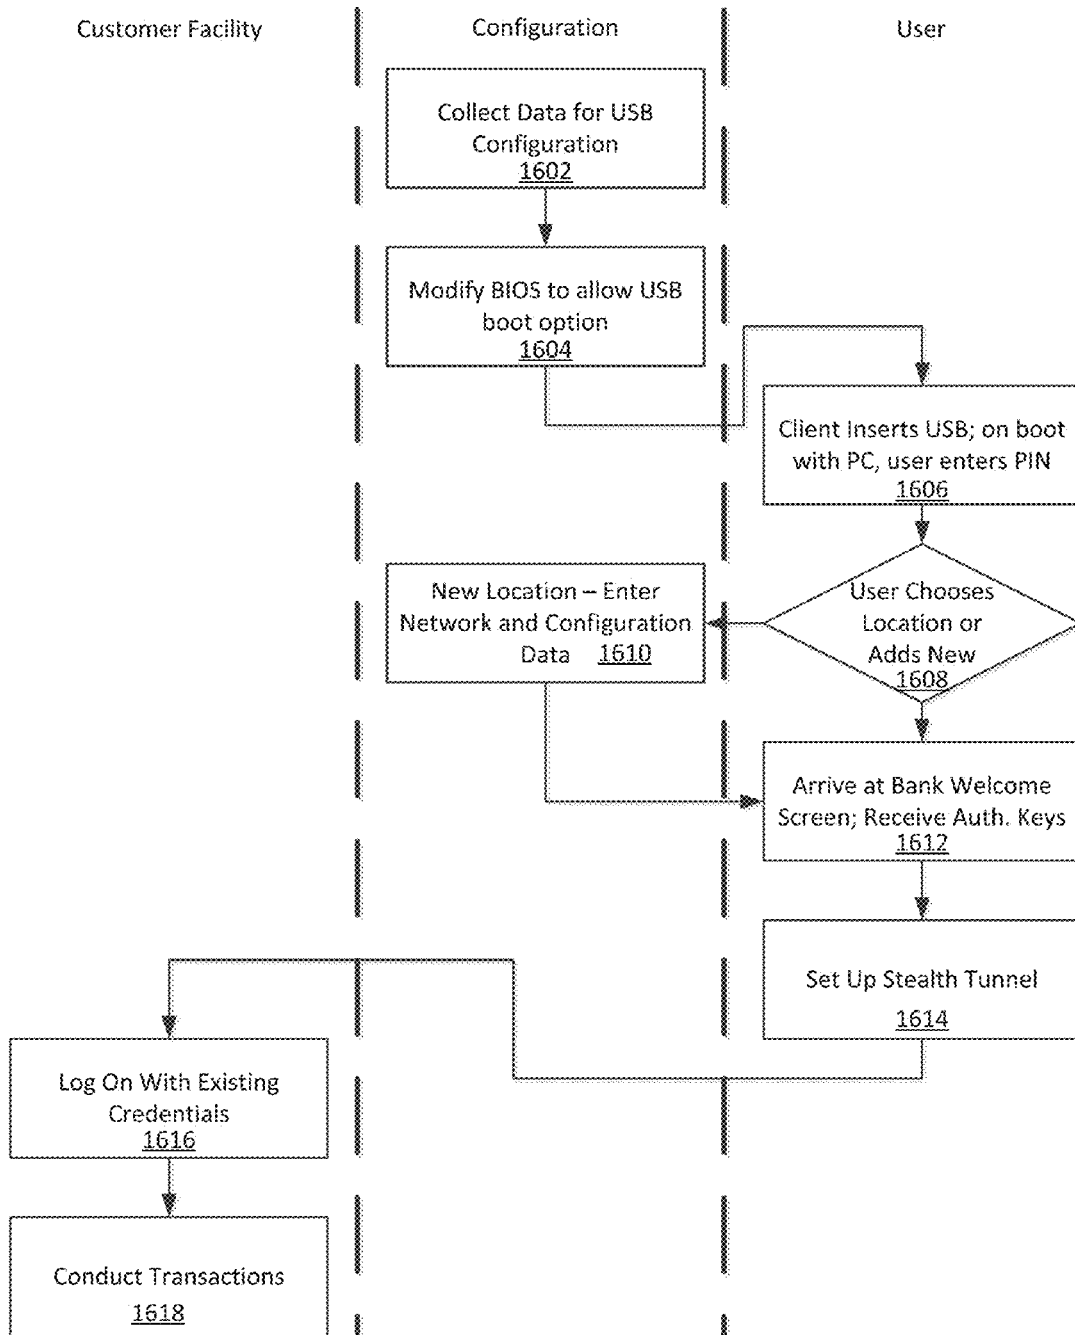 Customer Facility
Configuration
User
Collect Data for USB
Configuration
1602
Modify BIOS to allow USB
boot option
1604
Client Inserts USB; on boot
with PC, user enters PIN
1606
User Chooses
Location or
Adds New
1608
New Location – Enter
Network and Configuration
Data 1610
Arrive at Bank Welcome
Screen; Receive Auth. Keys
1612
Set Up Stealth Tunnel
1614
Log On With Existing
Credentials
1616
Conduct Transactions
1618